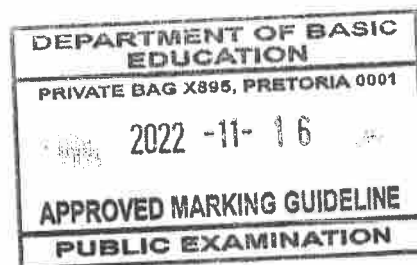 DEPARTMENT OF BASIC
EDUCATION
PRIVATE BAG X895, PRETORIA 0001
2022 -11- 16
APPROVED MARKING GUIDELINE
PUBLIC EXAMINATION